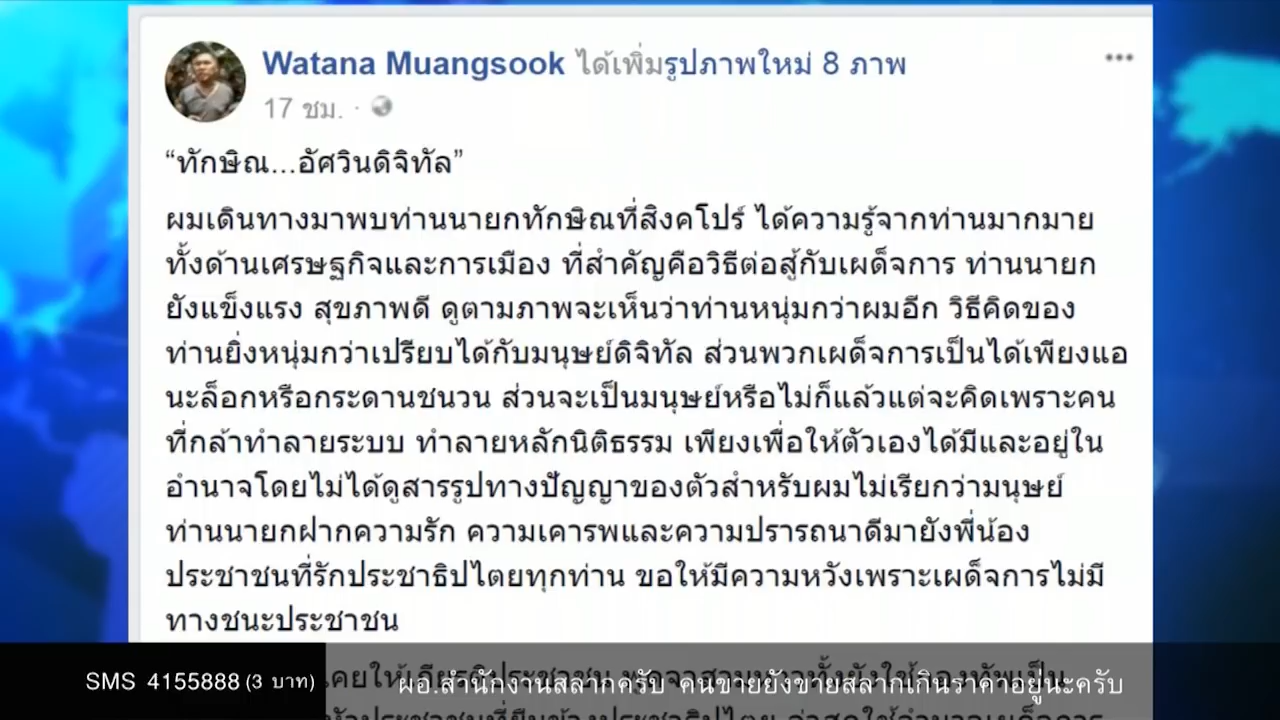 Watana Muangsook ได้เพิ่มรูปภาพใหม่ 8 ภาพ
17 ชม.
“ทักษิณ...อัศวินดิจิทัล”
ผมเดินทางมาพบท่านนายกทักษิณที่สิงคโปร์ ได้ความรู้จากท่านมากมาย
ทั้งด้านเศรษฐกิจและการเมือง ที่สำคัญคือวิธีต่อสู้กับเผด็จการ ท่านนายก
ยังแข็งแรง สุขภาพดี ดูตามภาพจะเห็นว่าท่านหนุ่มกว่าผมอีก วิธีคิดของ
ท่านยิ่งหนุ่มกว่าเปรียบได้กับมนุษย์ดิจิทัล ส่วนพวกเผด็จการเป็นได้เพียงแอ
นะล็อกหรือกระดานชนวน ส่วนจะเป็นมนุษย์หรือไม่ก็แล้วแต่จะคิดเพราะคน
ที่กล้าทำลายระบบ ทำลายหลักนิติธรรม เพียงเพื่อให้ตัวเองได้มีและอยู่ใน
อำนาจโดยไม่ได้ดูสารรูปทางปัญญาของตัวสำหรับผมไม่เรียกว่ามนุษย์
ท่านนายกฝากความรัก ความเคารพและความปรารถนาดีมายังพี่น้อง
ประชาชนที่รักประชาธิปไตยทุกท่าน ขอให้มีความหวังเพราะเผด็จการไม่มี
ทางชนะประชาชน
SMS 4155888 (3 บาท) ผอ.สำนักงานสลากครับ คนขายยังขายสลากเกินราคาอยู่นะครับ